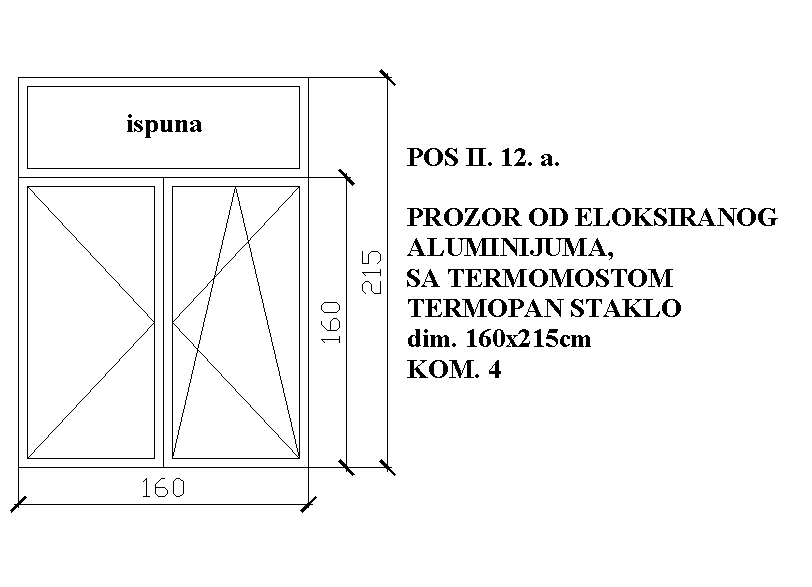 ispuna
POS II. 12. a.
PROZOR OD ELOKSIRANOG
ALUMINIJUMA,
SA TERMOMOSTOM
TERMOPAN STAKLO
dim. 160x215cm
KOM. 4
215
160
160